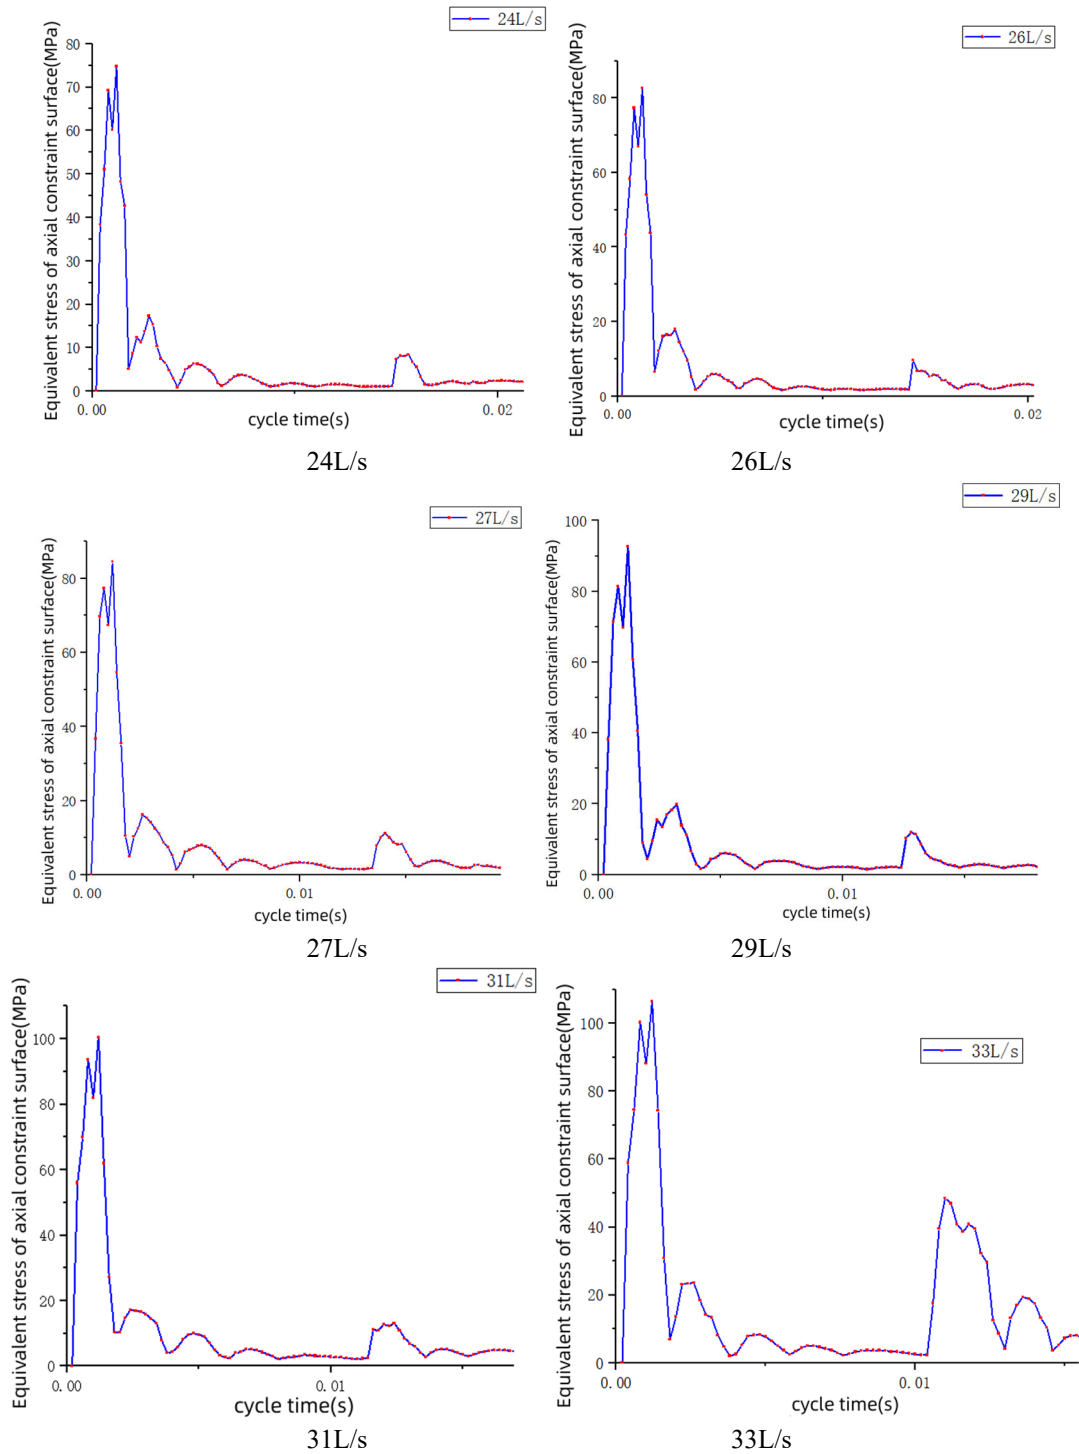 24L/s
Equivalent stress of axial constraint surface(MPa)
80
70
60
50
40
30
20
10
0
0.00
0.02
cycle time(s)
24L/s
26L/s
Equivalent stress of axial constraint surface(MPa)
80
60
40
20
0
0.00
0.02
cycle time(s)
26L/s
27L/s
Equivalent stress of axial constraint surface(MPa)
80
60
40
20
0
0.00
0.01
cycle time(s)
27L/s
29L/s
Equivalent stress of axial constraint surface(MPa)
100
80
60
40
20
0
0.00
0.01
cycle time(s)
29L/s
31L/s
Equivalent stress of axial constraint surface(MPa)
100
80
60
40
20
0
0.00
0.01
cycle time(s)
31L/s
33L/s
Equivalent stress of axial constraint surface(MPa)
100
80
60
40
20
0
0.00
0.01
cycle time(s)
33L/s